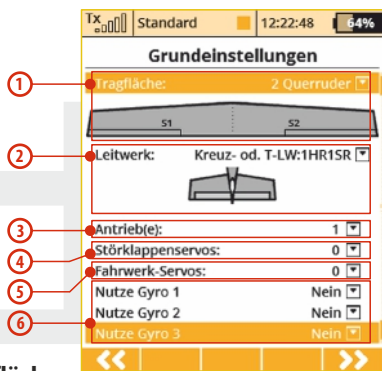 Tx Standard 12:22:48 64%
Grundeinstellungen
1 Tragfläche: 2 Querruder
S1 S2
2 Leitwerk: Kreuz- od. T-LW:1HR1SR
3 Antrieb(e): 1
4 Störklappenservos: 0
5 Fahrwerk-Servos: 0
Nutze Gyro 1 Nein
6 Nutze Gyro 2 Nein
Nutze Gyro 3 Nein
<< >>